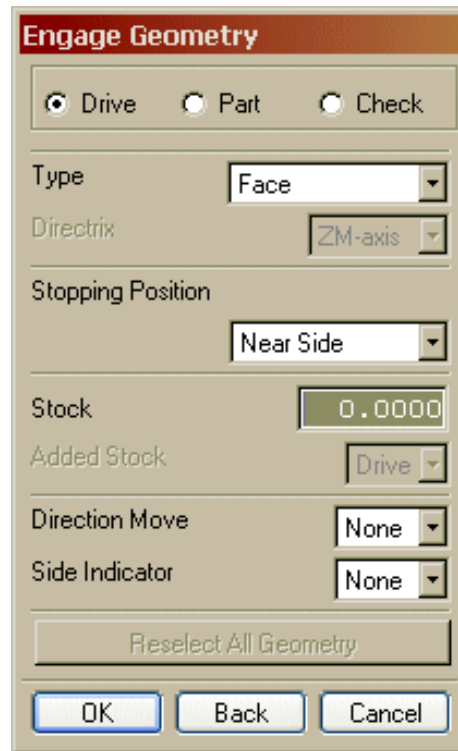 Engage Geometry
Drive Part Check
Type Face
Directrix ZM-axis
Stopping Position
Near Side
Stock 0.0000
Added Stock Drive
Direction Move None
Side Indicator None
Reselect All Geometry
OK Back Cancel